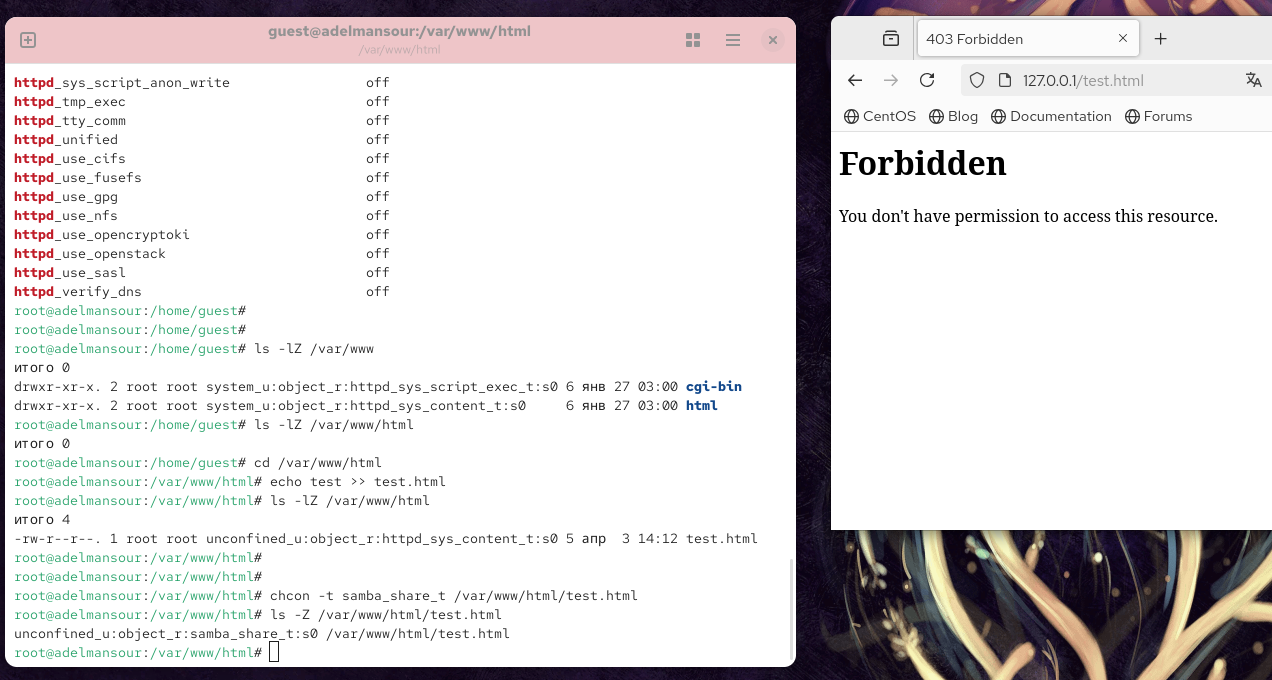 guest@adelmansour:/var/www/html
/var/www/html
httpd_sys_script_anon_write off
httpd_tmp_exec off
httpd_tty_comm off
httpd_unified off
httpd_use_cifs off
httpd_use_fusefs off
httpd_use_gpg off
httpd_use_nfs off
httpd_use_opencryptoki off
httpd_use_openstack off
httpd_use_sasl off
httpd_verify_dns off
root@adelmansour:/home/guest#
root@adelmansour:/home/guest#
root@adelmansour:/home/guest# ls -lZ /var/www
итого 0
drwxr-xr-x. 2 root root system_u:object_r:httpd_sys_script_exec_t:s0 6 янв 27 03:00 cgi-bin
drwxr-xr-x. 2 root root system_u:object_r:httpd_sys_content_t:s0 6 янв 27 03:00 html
root@adelmansour:/home/guest# ls -lZ /var/www/html
итого 0
root@adelmansour:/home/guest# cd /var/www/html
root@adelmansour:/var/www/html# echo test >> test.html
root@adelmansour:/var/www/html# ls -lZ /var/www/html
итого 4
-rw-r--r--. 1 root root unconfined_u:object_r:httpd_sys_content_t:s0 5 апр 3 14:12 test.html
root@adelmansour:/var/www/html#
root@adelmansour:/var/www/html#
root@adelmansour:/var/www/html# chcon -t samba_share_t /var/www/html/test.html
root@adelmansour:/var/www/html# ls -Z /var/www/html/test.html
unconfined_u:object_r:samba_share_t:s0 /var/www/html/test.html
root@adelmansour:/var/www/html#
403 Forbidden
127.0.0.1/test.html
CentOS Blog Documentation Forums
Forbidden
You don't have permission to access this resource.